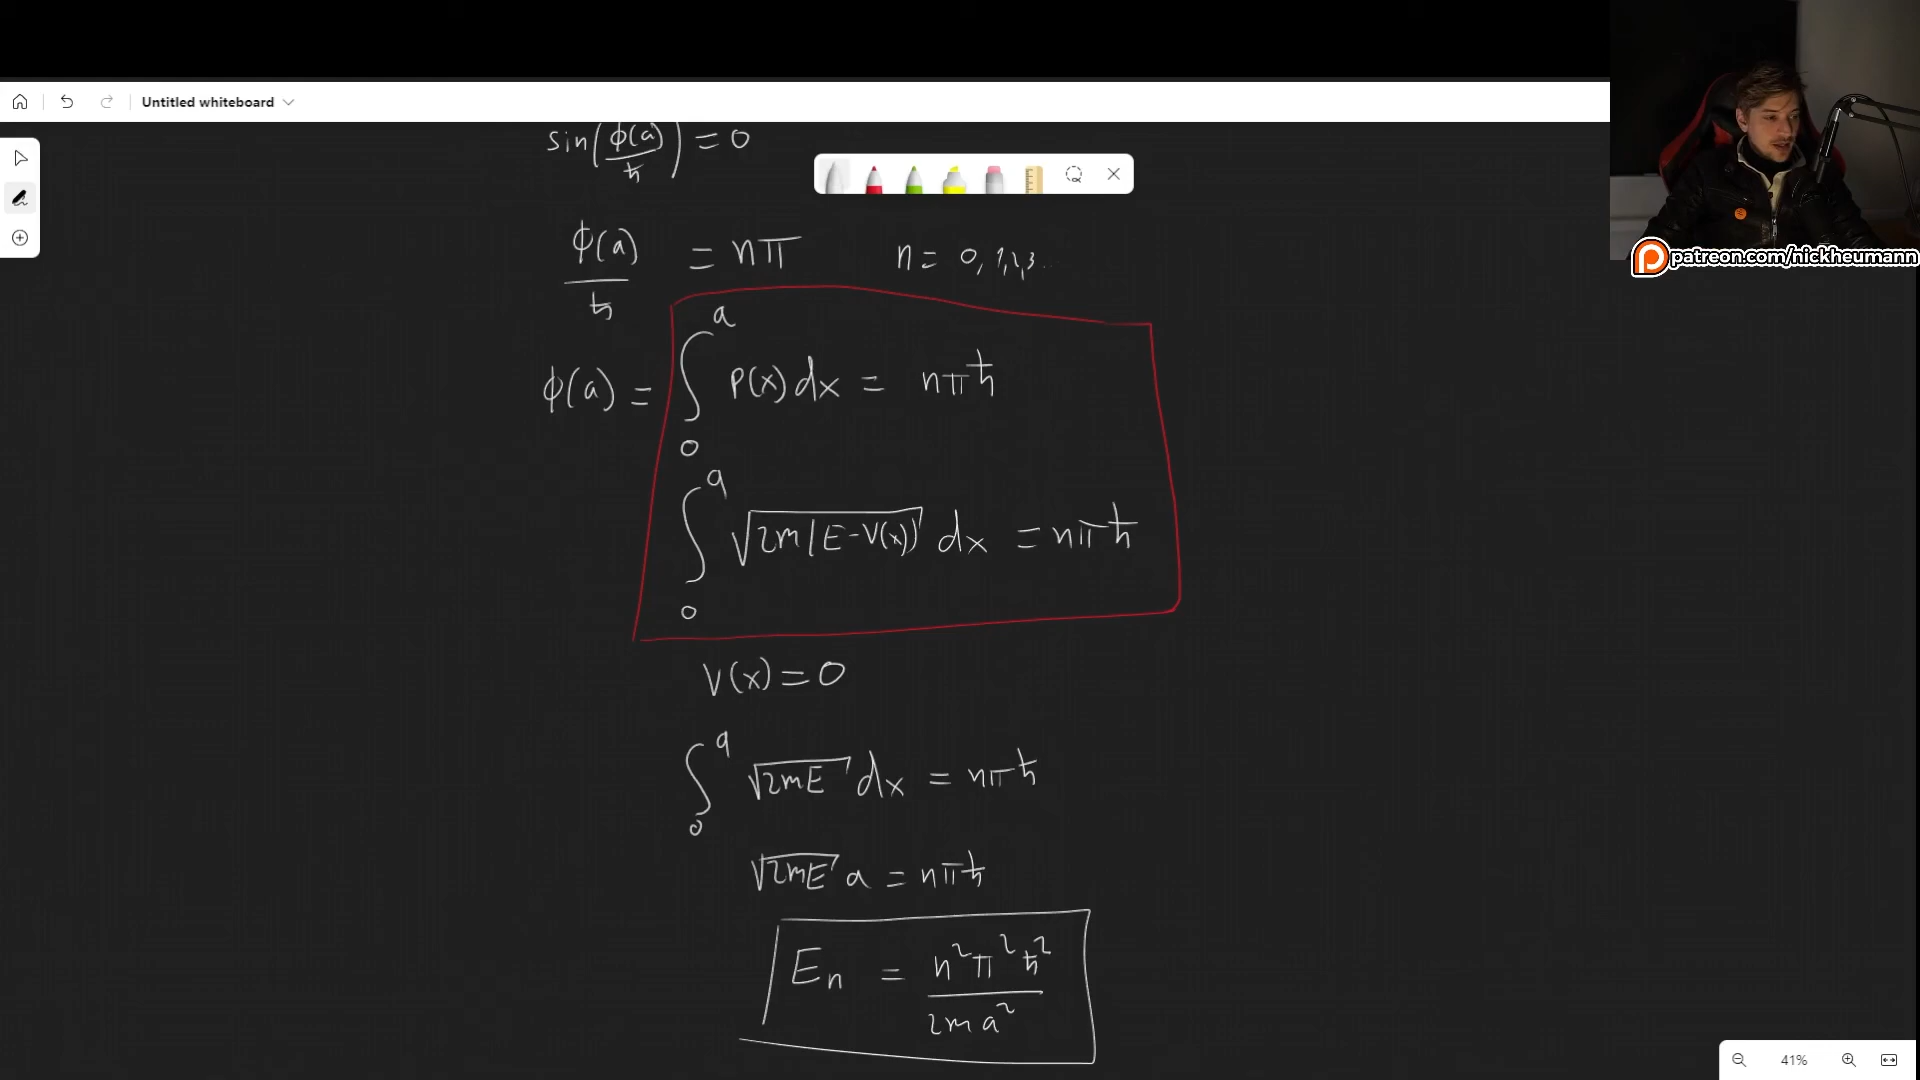 Untitled whiteboard
sin(ϕ(a)/ħ) = 0
ϕ(a)/ħ = nπ n = 0,1,2,3...
ϕ(a) = ∫₀ᵃ P(x)dx = nπħ
∫₀ᵃ √(2m(E-V(x))) dx = nπħ
V(x) = 0
∫₀ᵃ √(2mE) dx = nπħ
√(2mE) a = nπħ
Eₙ = n²π²ħ² / 2ma²
patreon.com/nickheumann
41%